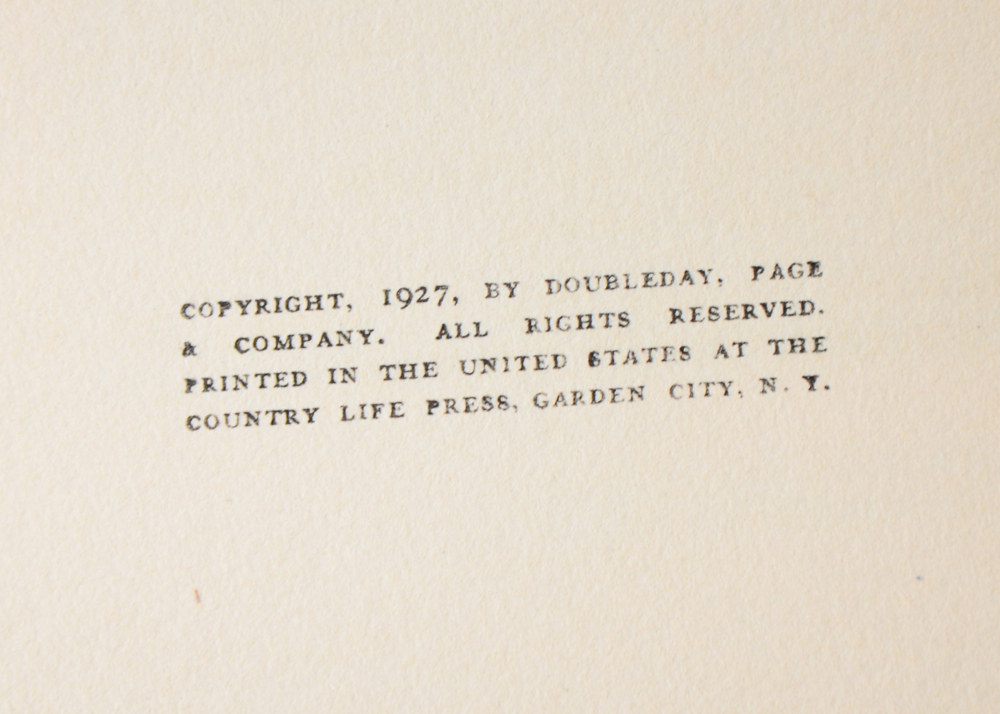 COPYRIGHT, 1927, BY DOUBLEDAY, PAGE
& COMPANY. ALL RIGHTS RESERVED.
PRINTED IN THE UNITED STATES AT THE
COUNTRY LIFE PRESS, GARDEN CITY, N. Y.